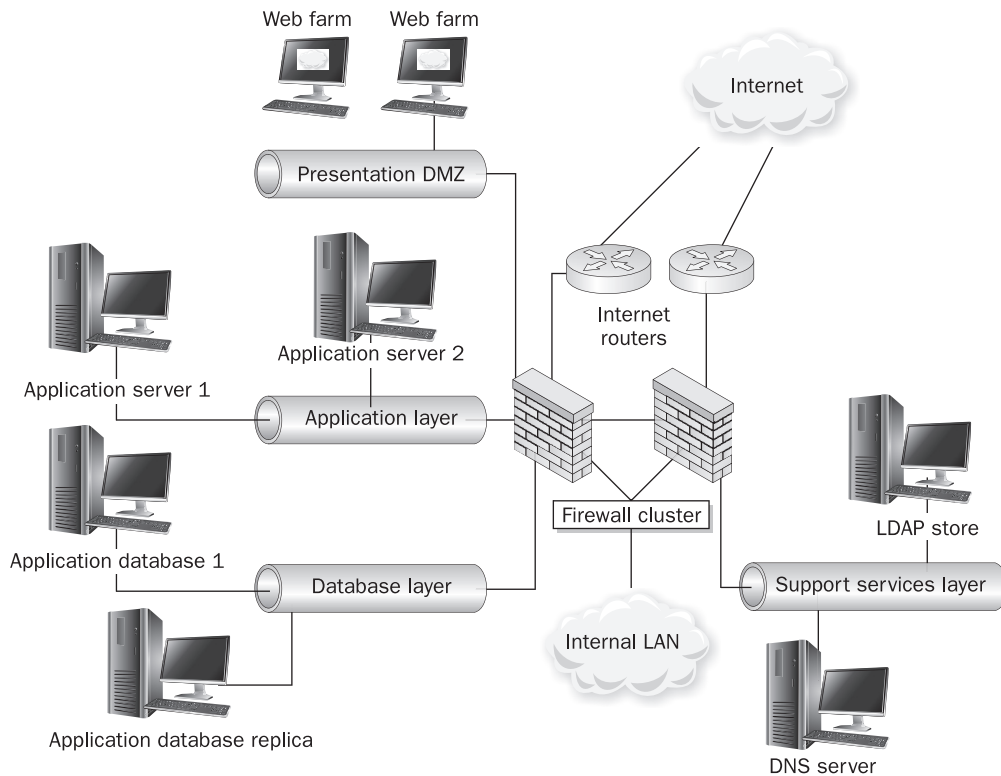 Web farm
Web farm
Internet
Presentation DMZ
Internet
routers
Application server 2
Application server 1
Application layer
Firewall cluster
LDAP store
Application database 1
Database layer
Support services layer
Internal LAN
Application database replica
DNS server